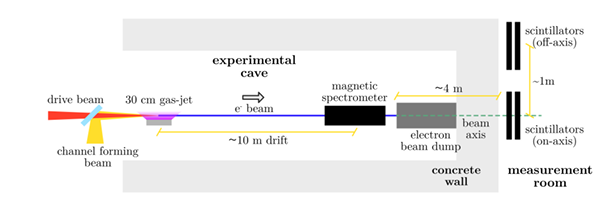 experimental
cave
drive beam
30 cm gas-jet
e- beam
channel forming
beam
~10 m drift
magnetic
spectrometer
~4 m
electron
beam dump
beam
axis
concrete
wall
scintillators
(off-axis)
~1m
scintillators
(on-axis)
measurement
room